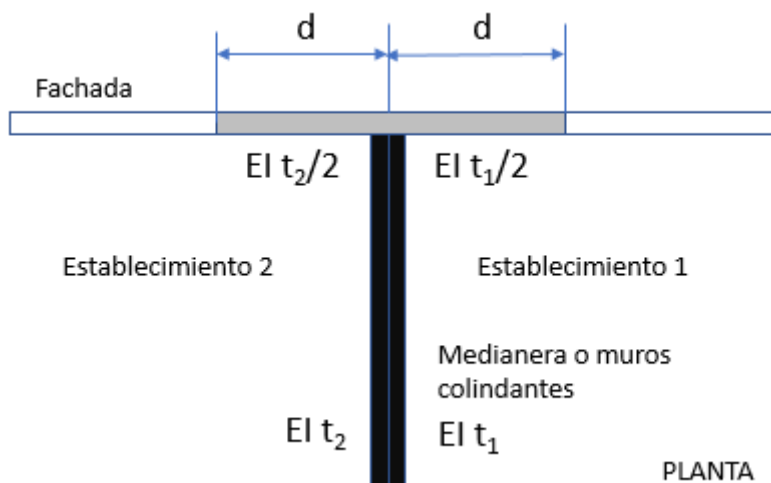 d d
Fachada
EI t₂/2 EI t₁/2
Establecimiento 2 Establecimiento 1
Medianera o muros
colindantes
EI t₂ EI t₁
PLANTA